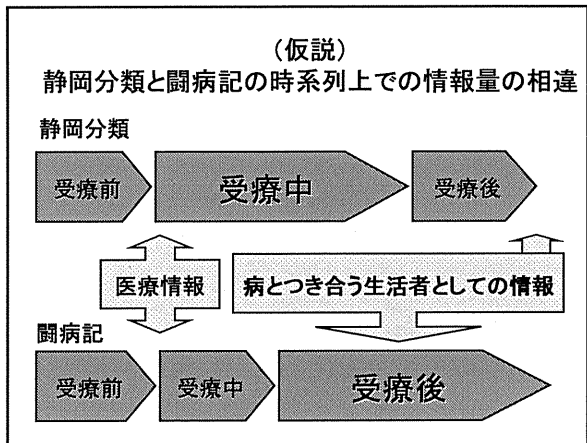 (仮説)
静岡分類と闘病記の時系列上での情報量の相違
静岡分類
受療前 受療中 受療後
医療情報 病とつき合う生活者としての情報
闘病記
受療前 受療中 受療後